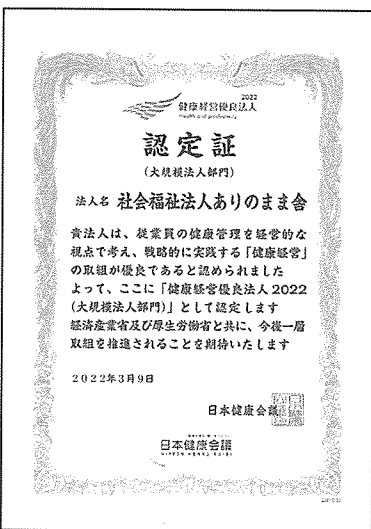 2022
健康経営優良法人
Health and productivity
認定証
(大規模法人部門)
法人名 社会福祉法人ありのまま舎
貴法人は、従業員の健康管理を経営的な
視点で考え、戦略的に実践する「健康経営」
の取組が優良であると認められました
よって、ここに「健康経営優良法人2022
(大規模法人部門)」として認定します
経済産業省及び厚生労働省と共に、今後一層
取組を推進されることを期待いたします
2022年3月9日
日本健康会議
日本健康会議
NIPPON KENKO KAIGI